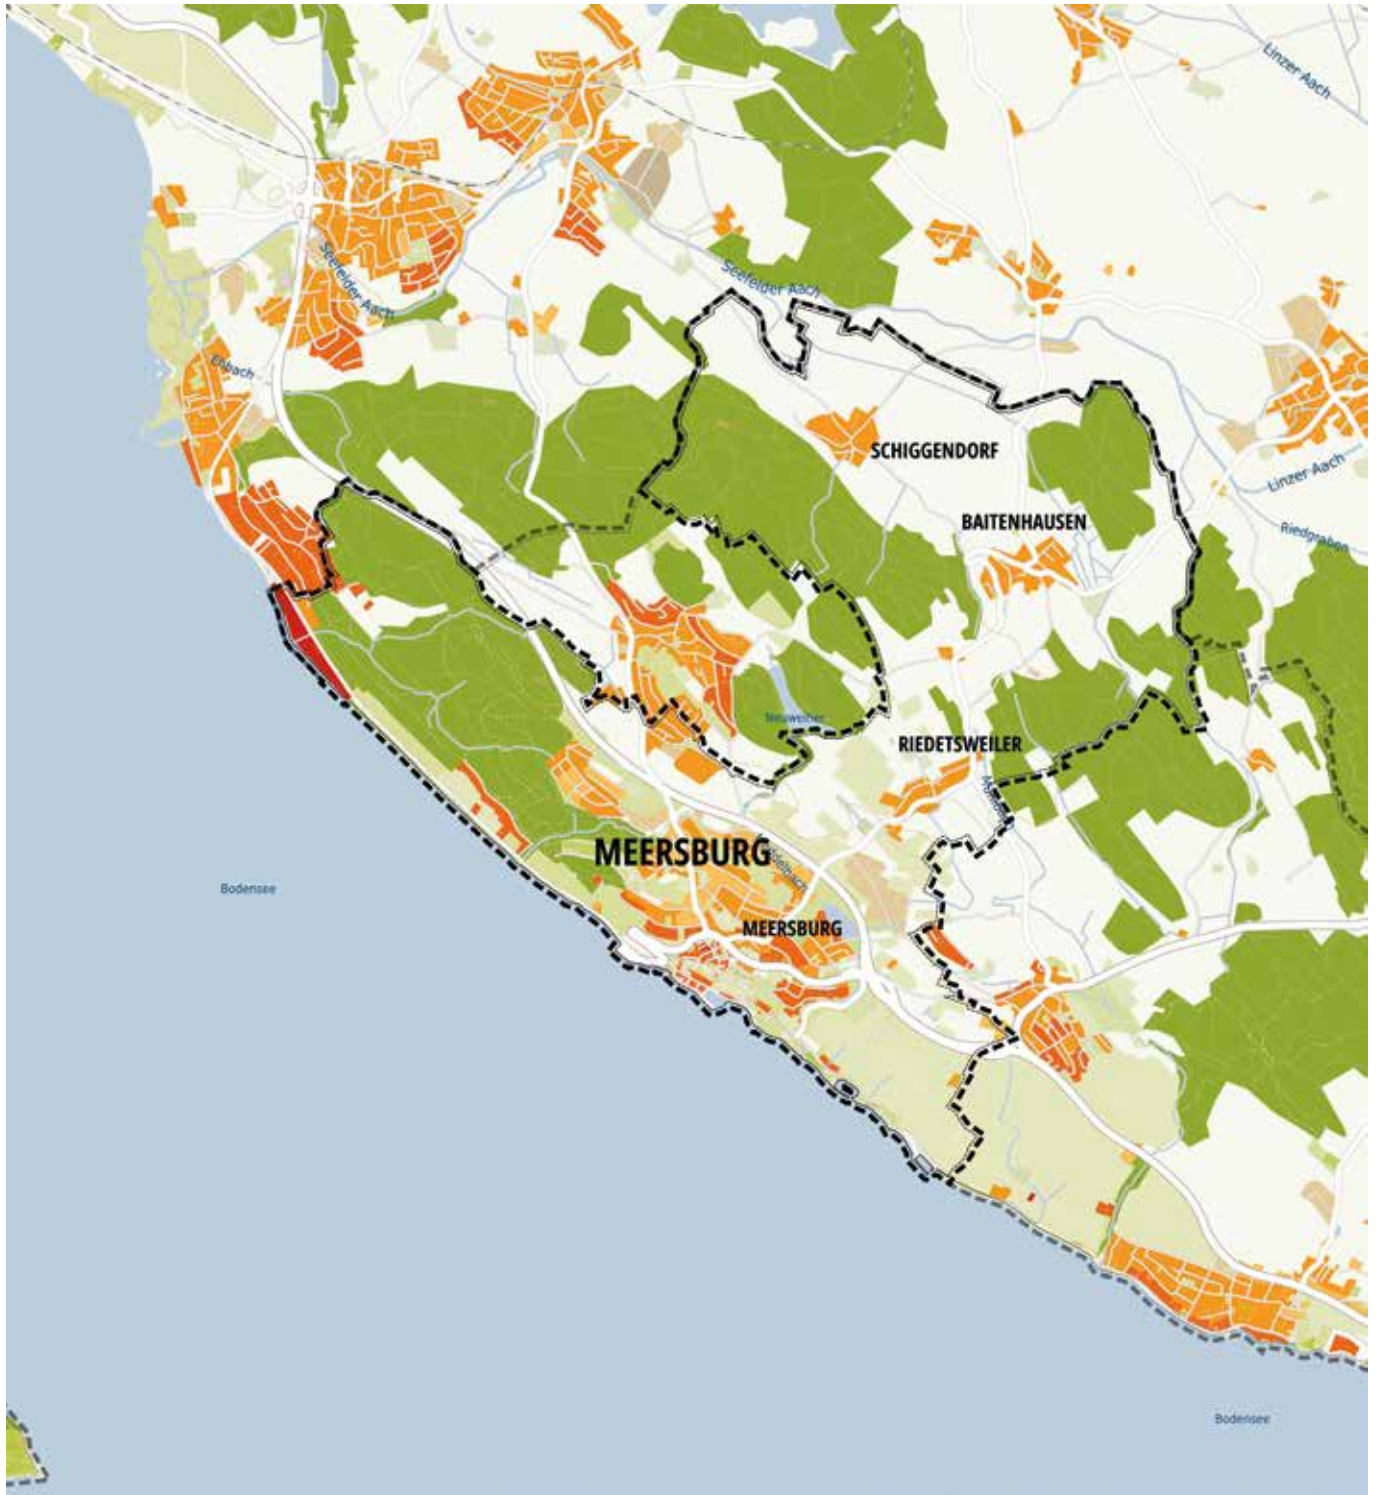 Linzer Aach
Seefelder Aach
Seefelder Aach
Ehbach
SCHIGGENDORF
Linzer Aach
BAITENHAUSEN
Riedgraben
Neuweiher
RIEDETSWEILER
MEERSBURG
Bodensee
MEERSBURG
Bodensee